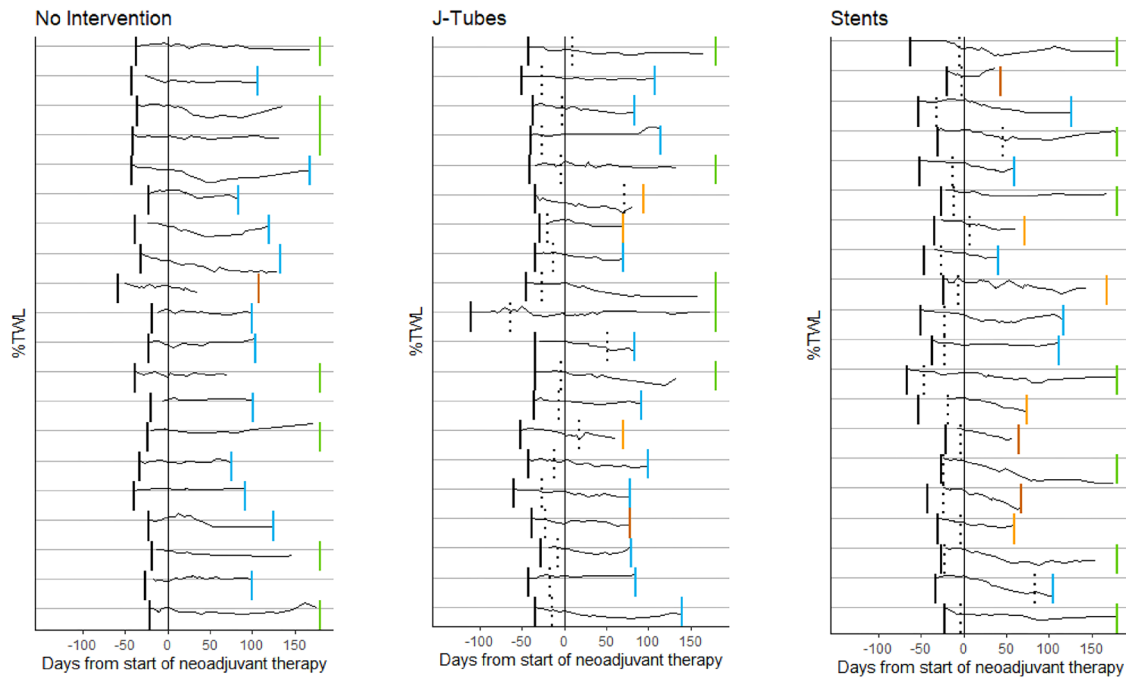 No Intervention
J-Tubes
Stents
%TWL
%TWL
%TWL
-100 -50 0 50 100 150
-100 -50 0 50 100 150
-100 -50 0 50 100 150
Days from start of neoadjuvant therapy
Days from start of neoadjuvant therapy
Days from start of neoadjuvant therapy